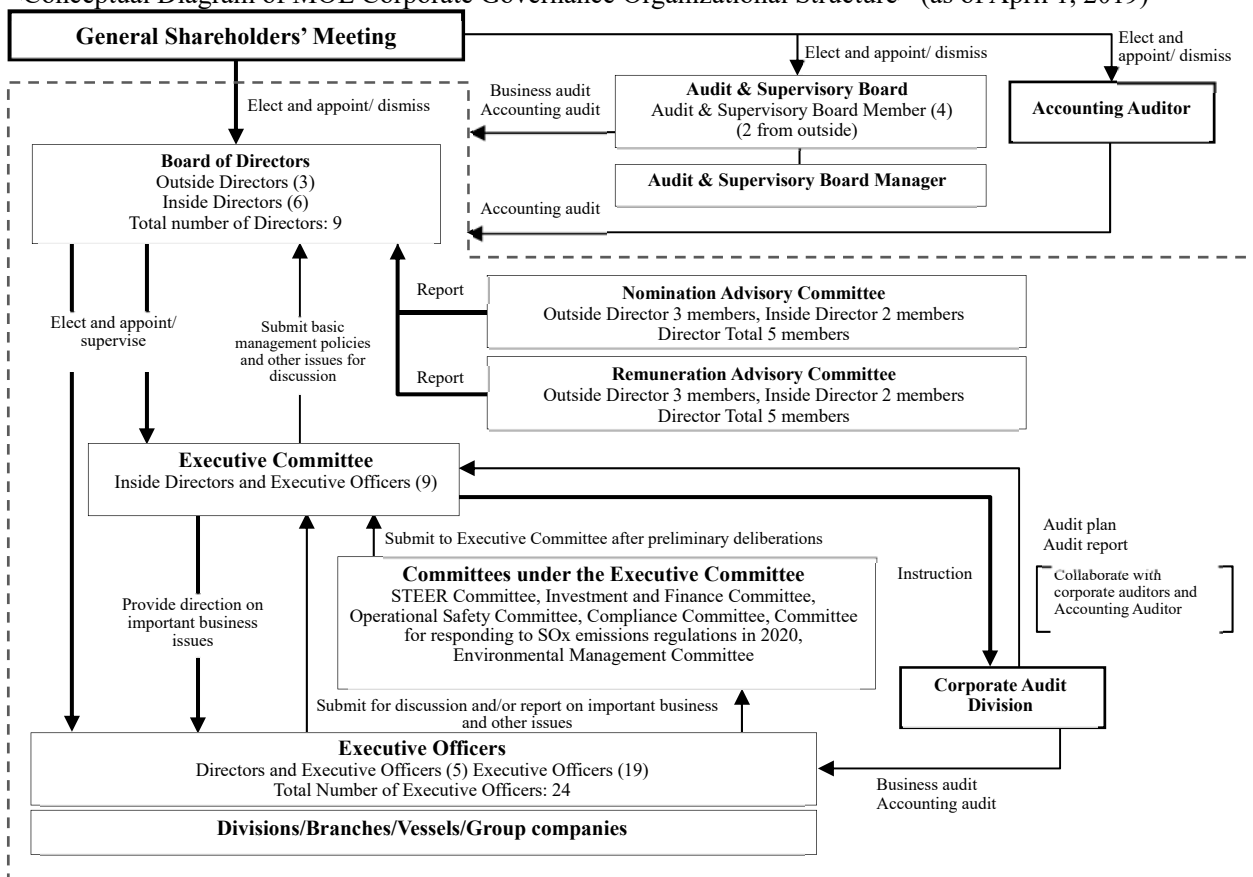 Conceptual Diagram of MOL Corporate Governance Organizational Structure (as of April 1, 2019)
General Shareholders' Meeting
Elect and appoint/ dismiss
Elect and
appoint/ dismiss
Elect and appoint/ dismiss
Business audit
Accounting audit
Audit & Supervisory Board
Audit & Supervisory Board Member (4)
(2 from outside)
Accounting Auditor
Board of Directors
Outside Directors (3)
Inside Directors (6)
Total number of Directors: 9
Audit & Supervisory Board Manager
Accounting audit
Report
Nomination Advisory Committee
Outside Director 3 members, Inside Director 2 members
Director Total 5 members
Elect and appoint/
supervise
Submit basic
management policies
and other issues for
discussion
Report
Remuneration Advisory Committee
Outside Director 3 members, Inside Director 2 members
Director Total 5 members
Executive Committee
Inside Directors and Executive Officers (9)
Submit to Executive Committee after preliminary deliberations
Audit plan
Audit report
Collaborate with
corporate auditors and
Accounting Auditor
Instruction
Committees under the Executive Committee
STEER Committee, Investment and Finance Committee,
Operational Safety Committee, Compliance Committee, Committee
for responding to SOx emissions regulations in 2020,
Environmental Management Committee
Provide direction on
important business
issues
Corporate Audit
Division
Submit for discussion and/or report on important business
and other issues
Executive Officers
Directors and Executive Officers (5) Executive Officers (19)
Total Number of Executive Officers: 24
Business audit
Accounting audit
Divisions/Branches/Vessels/Group companies